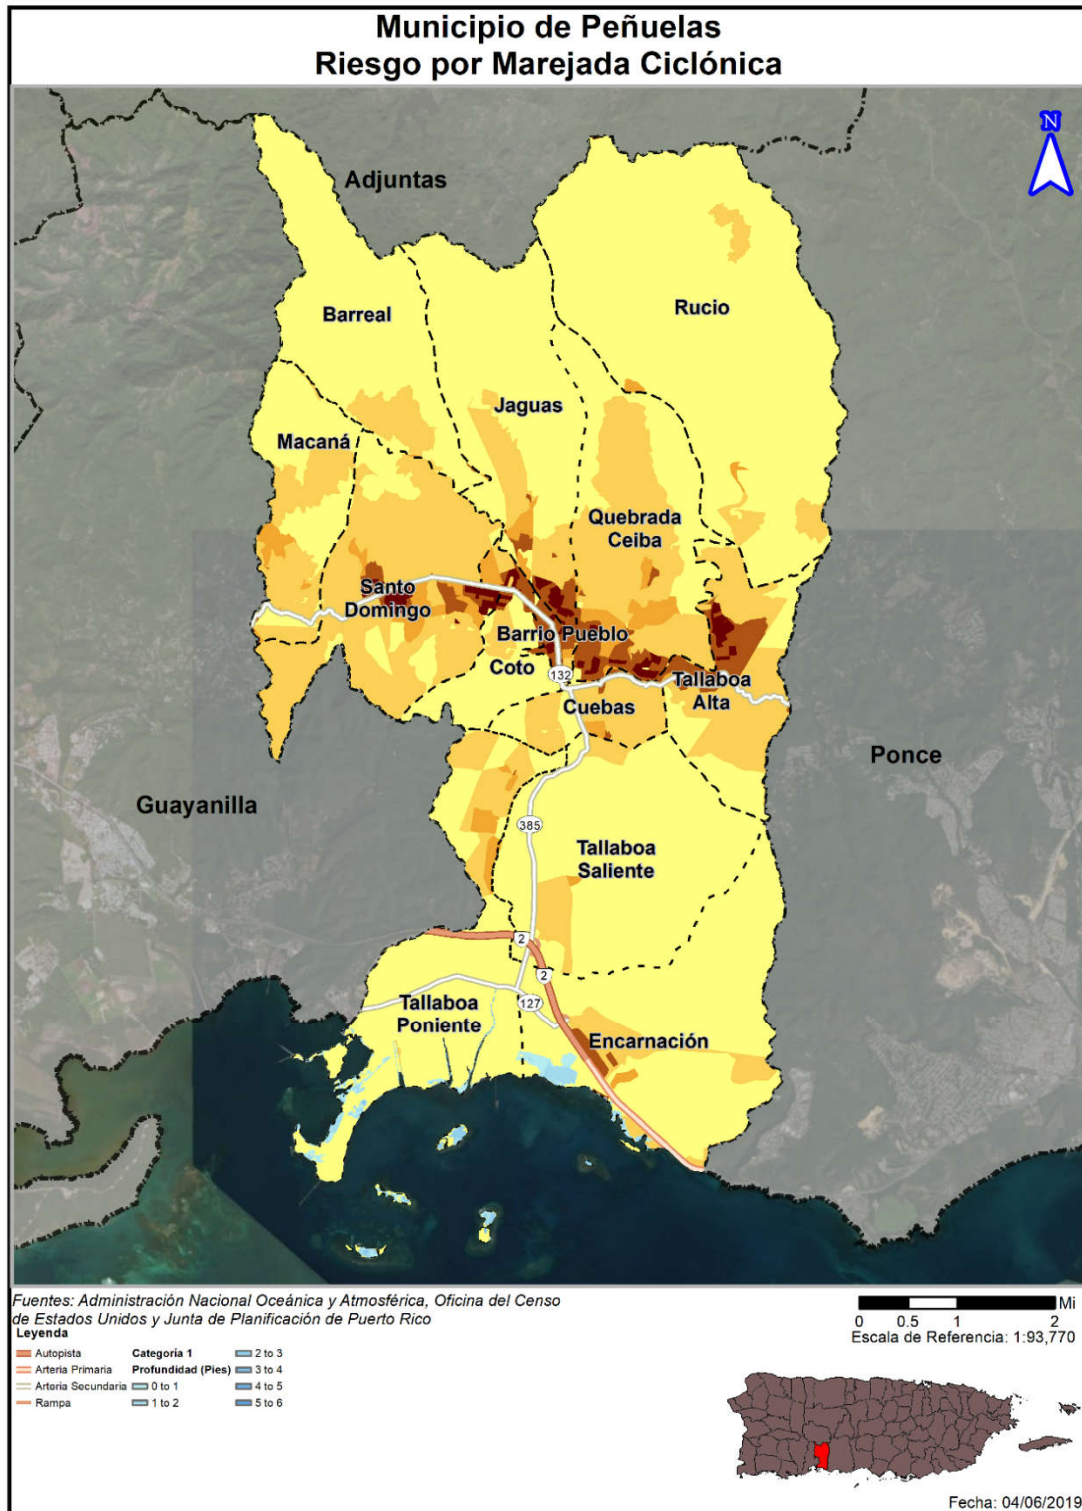 Municipio de Peñuelas
Riesgo por Marejada Ciclónica
N
Adjuntas
Barreal
Rucio
Jaguas
Macaná
Quebrada
Ceiba
Santo
Domingo
Barrio Pueblo
Coto
132
Tallaboa
Alta
Cuebas
Ponce
Guayanilla
385
Tallaboa
Saliente
2
2
Tallaboa
Poniente
127
Encarnación
Fuentes: Administración Nacional Oceánica y Atmosférica, Oficina del Censo
de Estados Unidos y Junta de Planificación de Puerto Rico
Leyenda
Autopista
Arteria Primaria
Arteria Secundaria
Rampa
Categoría 1
Profundidad (Pies)
0 to 1
1 to 2
2 to 3
3 to 4
4 to 5
5 to 6
Mi
0 0.5 1 2
Escala de Referencia: 1:93,770
Fecha: 04/06/2019